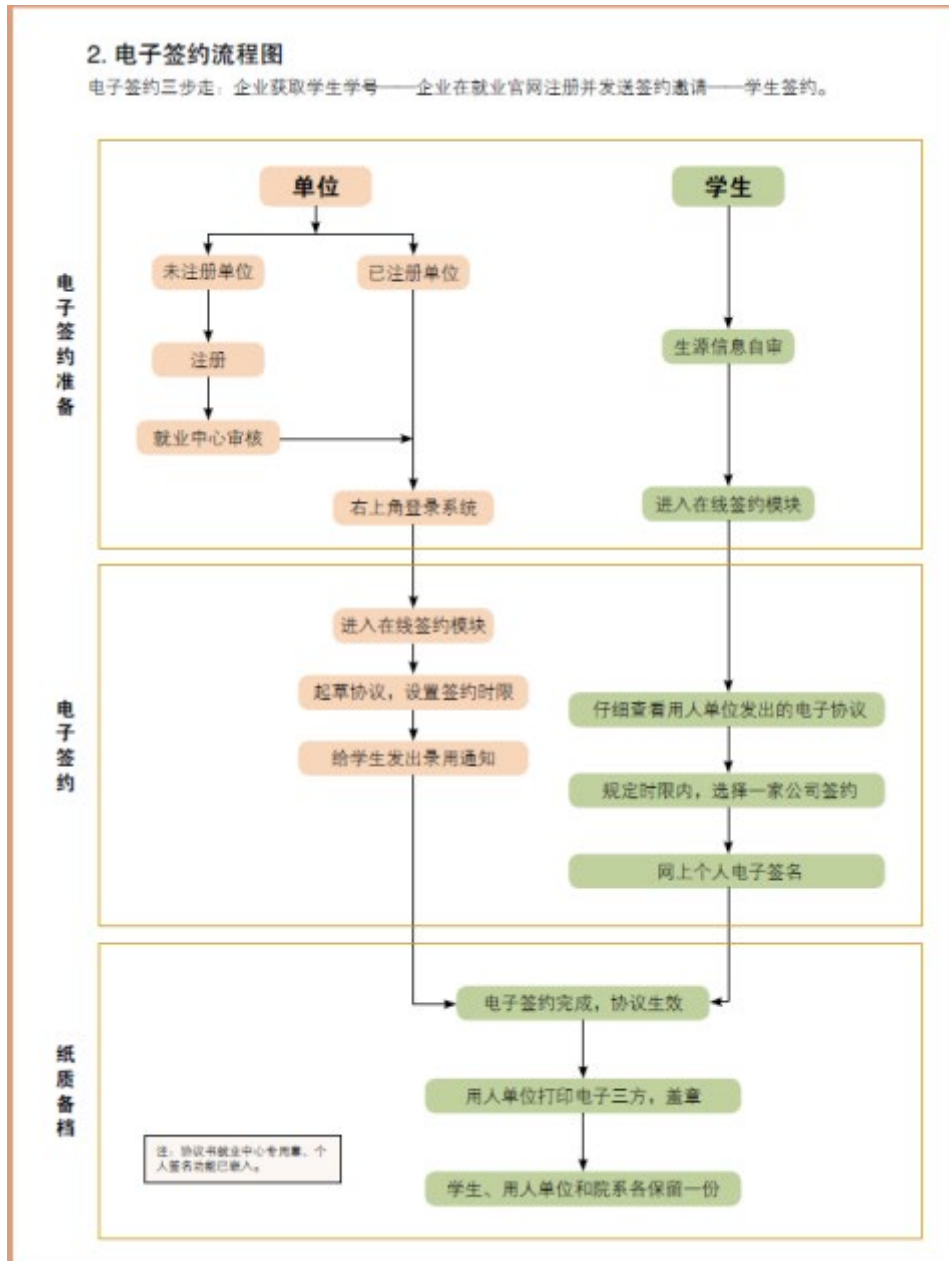 2. 电子签约流程图
电子签约三步走：企业获取学生学号——企业在就业官网注册并发送签约邀请——学生签约。
电子签约准备
单位
学生
未注册单位
已注册单位
注册
生源信息自审
就业中心审核
右上角登录系统
进入在线签约模块
电子签约
进入在线签约模块
起草协议，设置签约时限
给学生发出录用通知
仔细查看用人单位发出的电子协议
规定时限内，选择一家公司签约
网上个人电子签名
纸质备档
电子签约完成，协议生效
用人单位打印电子三方，盖章
学生、用人单位和院系各保留一份
注：协议书就业中心专用章、个
人签名功能已嵌入。